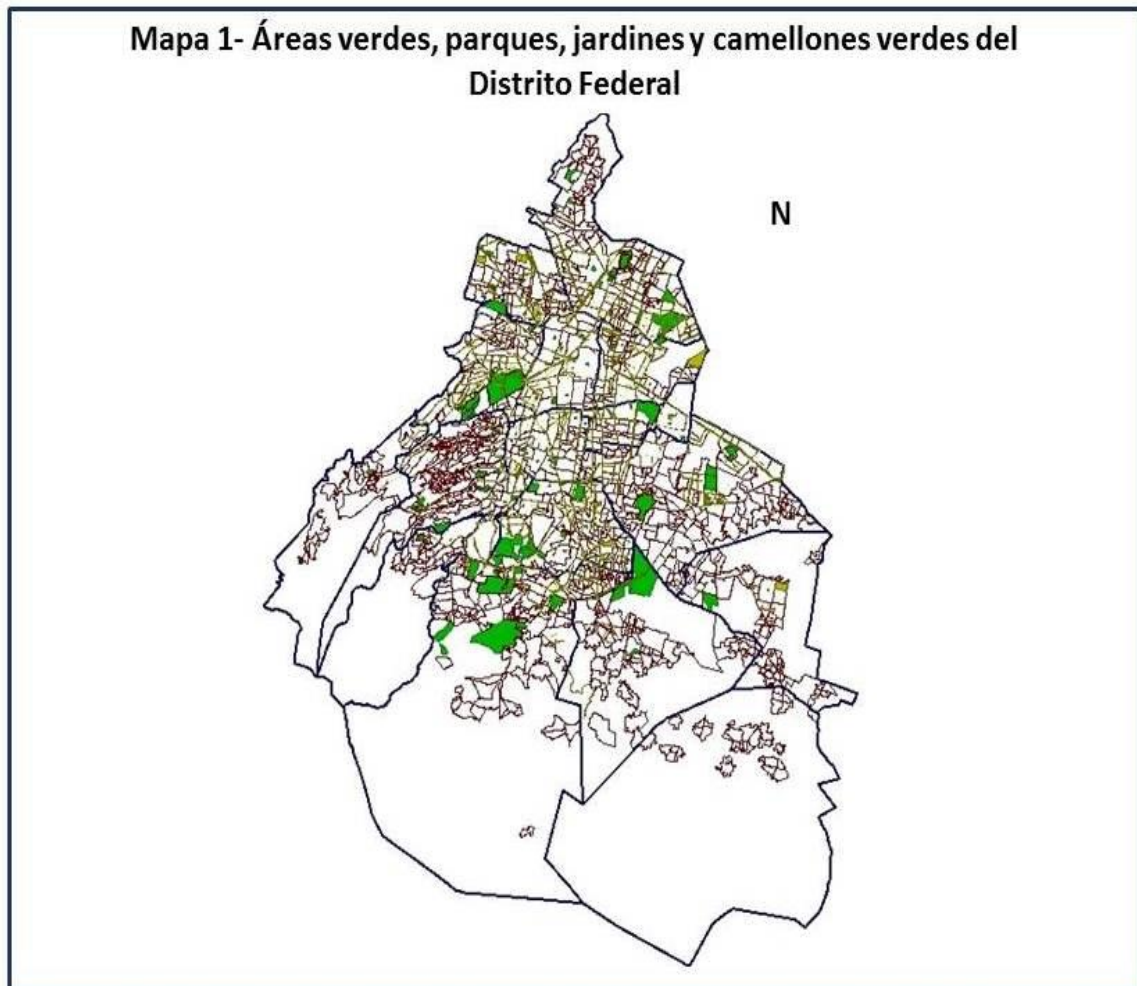 Mapa 1- Áreas verdes, parques, jardines y camellones verdes del
Distrito Federal
N